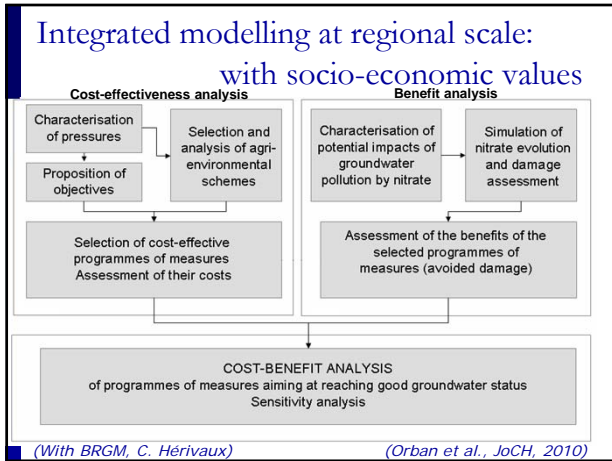 Integrated modelling at regional scale:
with socio-economic values
Cost-effectiveness analysis
Characterisation
of pressures
Proposition of
objectives
Selection and
analysis of agri-
environmental
schemes
Selection of cost-effective
programmes of measures
Assessment of their costs
Benefit analysis
Characterisation of
potential impacts of
groundwater
pollution by nitrate
Simulation of
nitrate evolution
and damage
assessment
Assessment of the benefits of the
selected programmes of
measures (avoided damage)
COST-BENEFIT ANALYSIS
of programmes of measures aiming at reaching good groundwater status
Sensitivity analysis
(With BRGM, C. Hérivaux)
(Orban et al., JoCH, 2010)